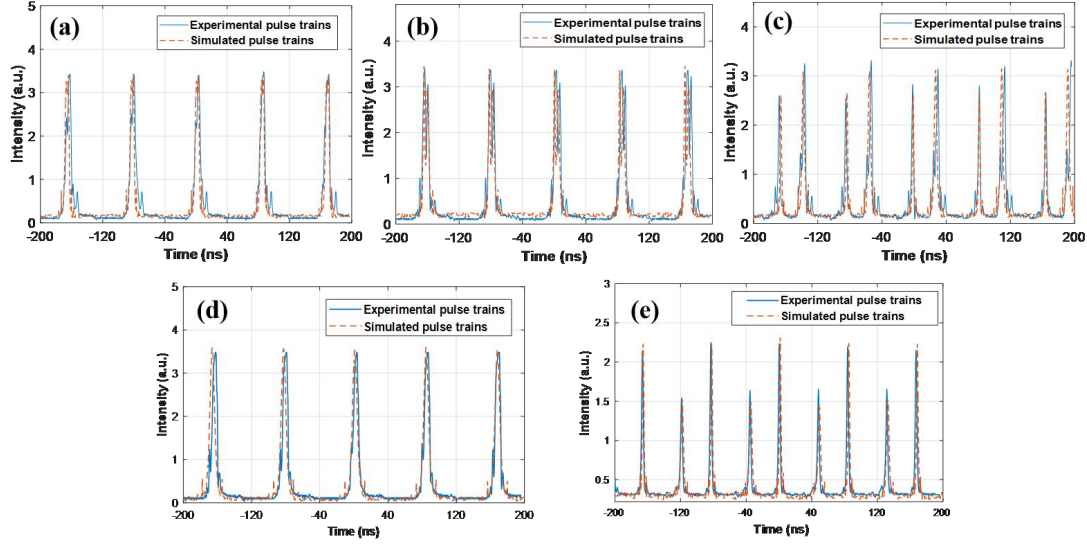 (a)
Experimental pulse trains
Simulated pulse trains
Intensity (a.u.)
5
4
3
2
1
0
-200 -120 -40 40 120 200
Time (ns)
(b)
Experimental pulse trains
Simulated pulse trains
Intensity (a.u.)
5
4
3
2
1
0
-200 -120 -40 40 120 200
Time (ns)
(c)
Experimental pulse trains
Simulated pulse trains
Intensity (a.u.)
4.5
4
3
2
1
0
-200 -120 -40 40 120 200
Time (ns)
(d)
Experimental pulse trains
Simulated pulse trains
Intensity (a.u.)
5
4
3
2
1
0
-200 -120 -40 40 120 200
Time (ns)
(e)
Experimental pulse trains
Simulated pulse trains
Intensity (a.u.)
3
2.5
2
1.5
1
0.5
-200 -120 -40 40 120 200
Time (ns)